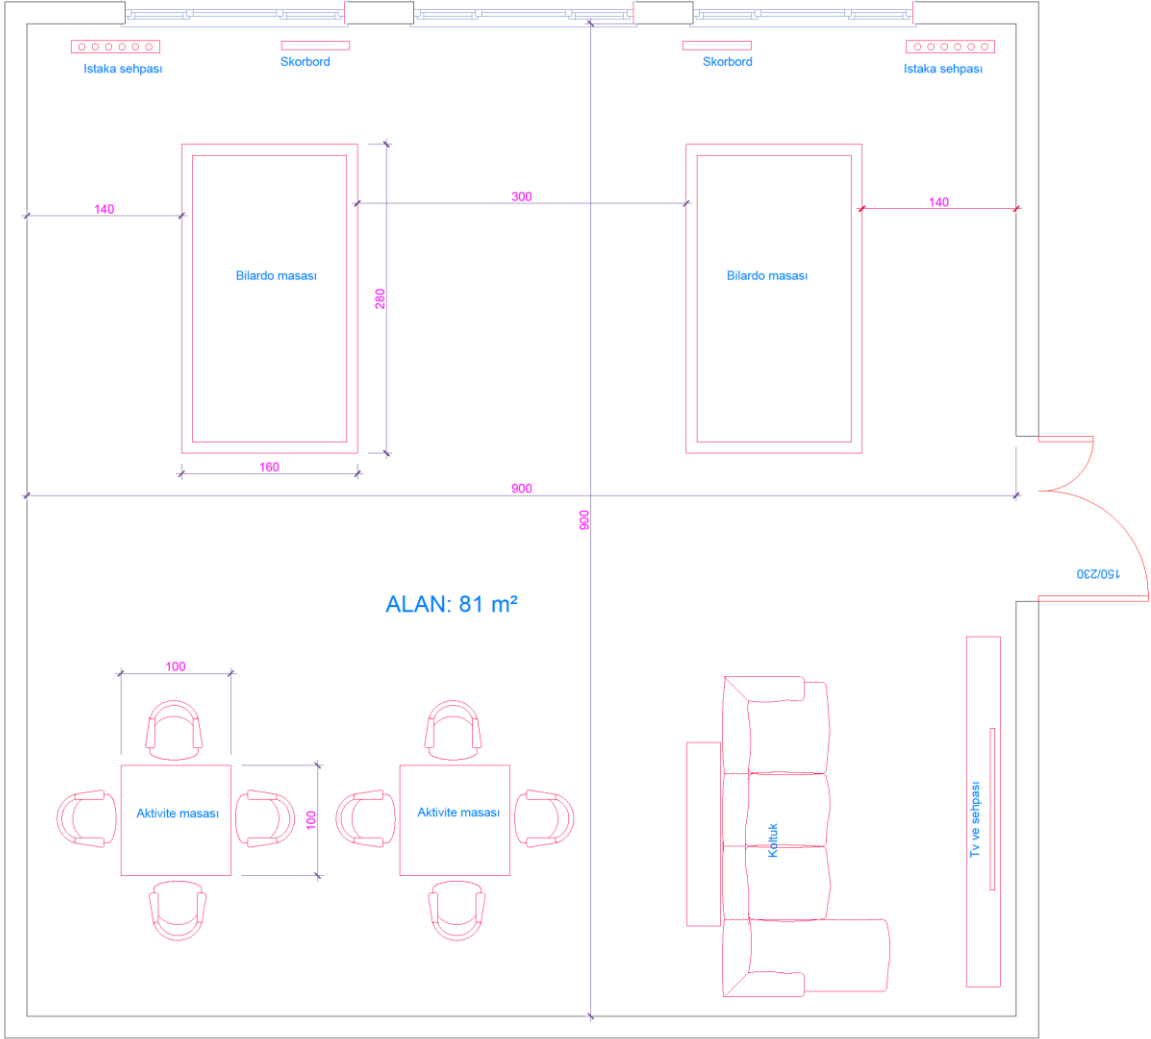 Istaka sehpası
Skorbord
Skorbord
Istaka sehpası
140
300
140
Bilardo masası
280
Bilardo masası
160
900
900
150/230
ALAN: 81 m²
100
Aktivite masası
100
Aktivite masası
Koltuk
Tv ve sehpası